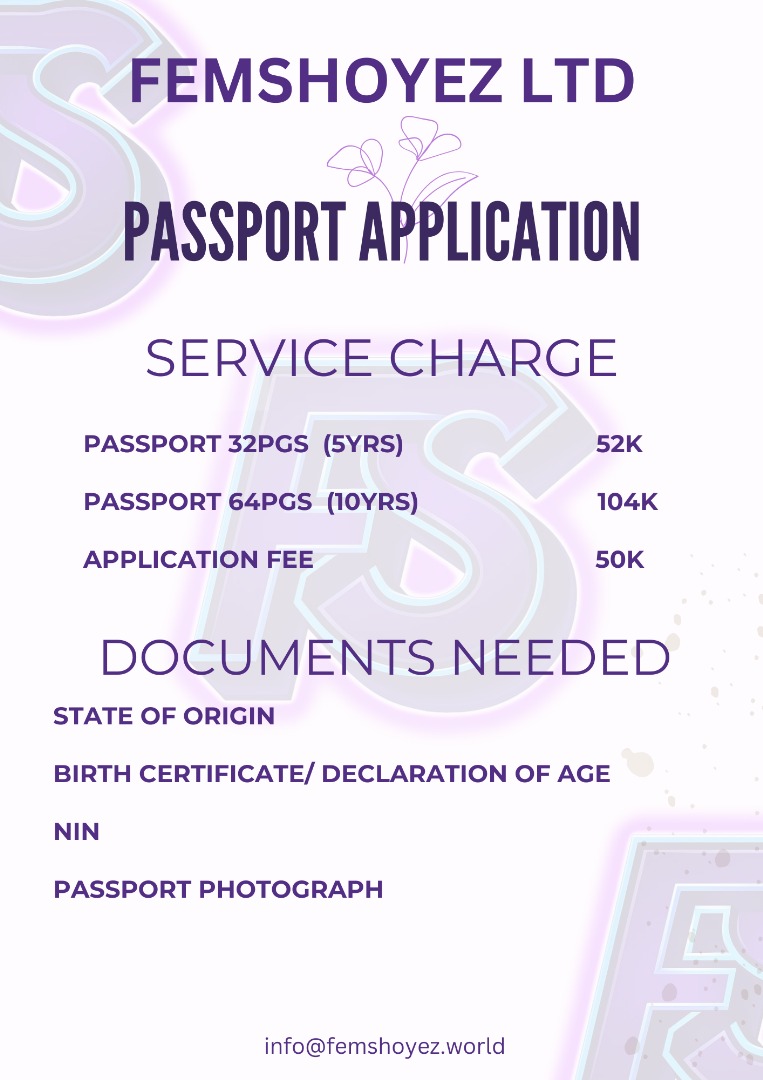 FEMSHOYEZ LTD
PASSPORT APPLICATION
SERVICE CHARGE
PASSPORT 32PGS (5YRS) 52K
PASSPORT 64PGS (10YRS) 104K
APPLICATION FEE 50K
DOCUMENTS NEEDED
STATE OF ORIGIN
BIRTH CERTIFICATE/ DECLARATION OF AGE
NIN
PASSPORT PHOTOGRAPH
info@femshoyez.world